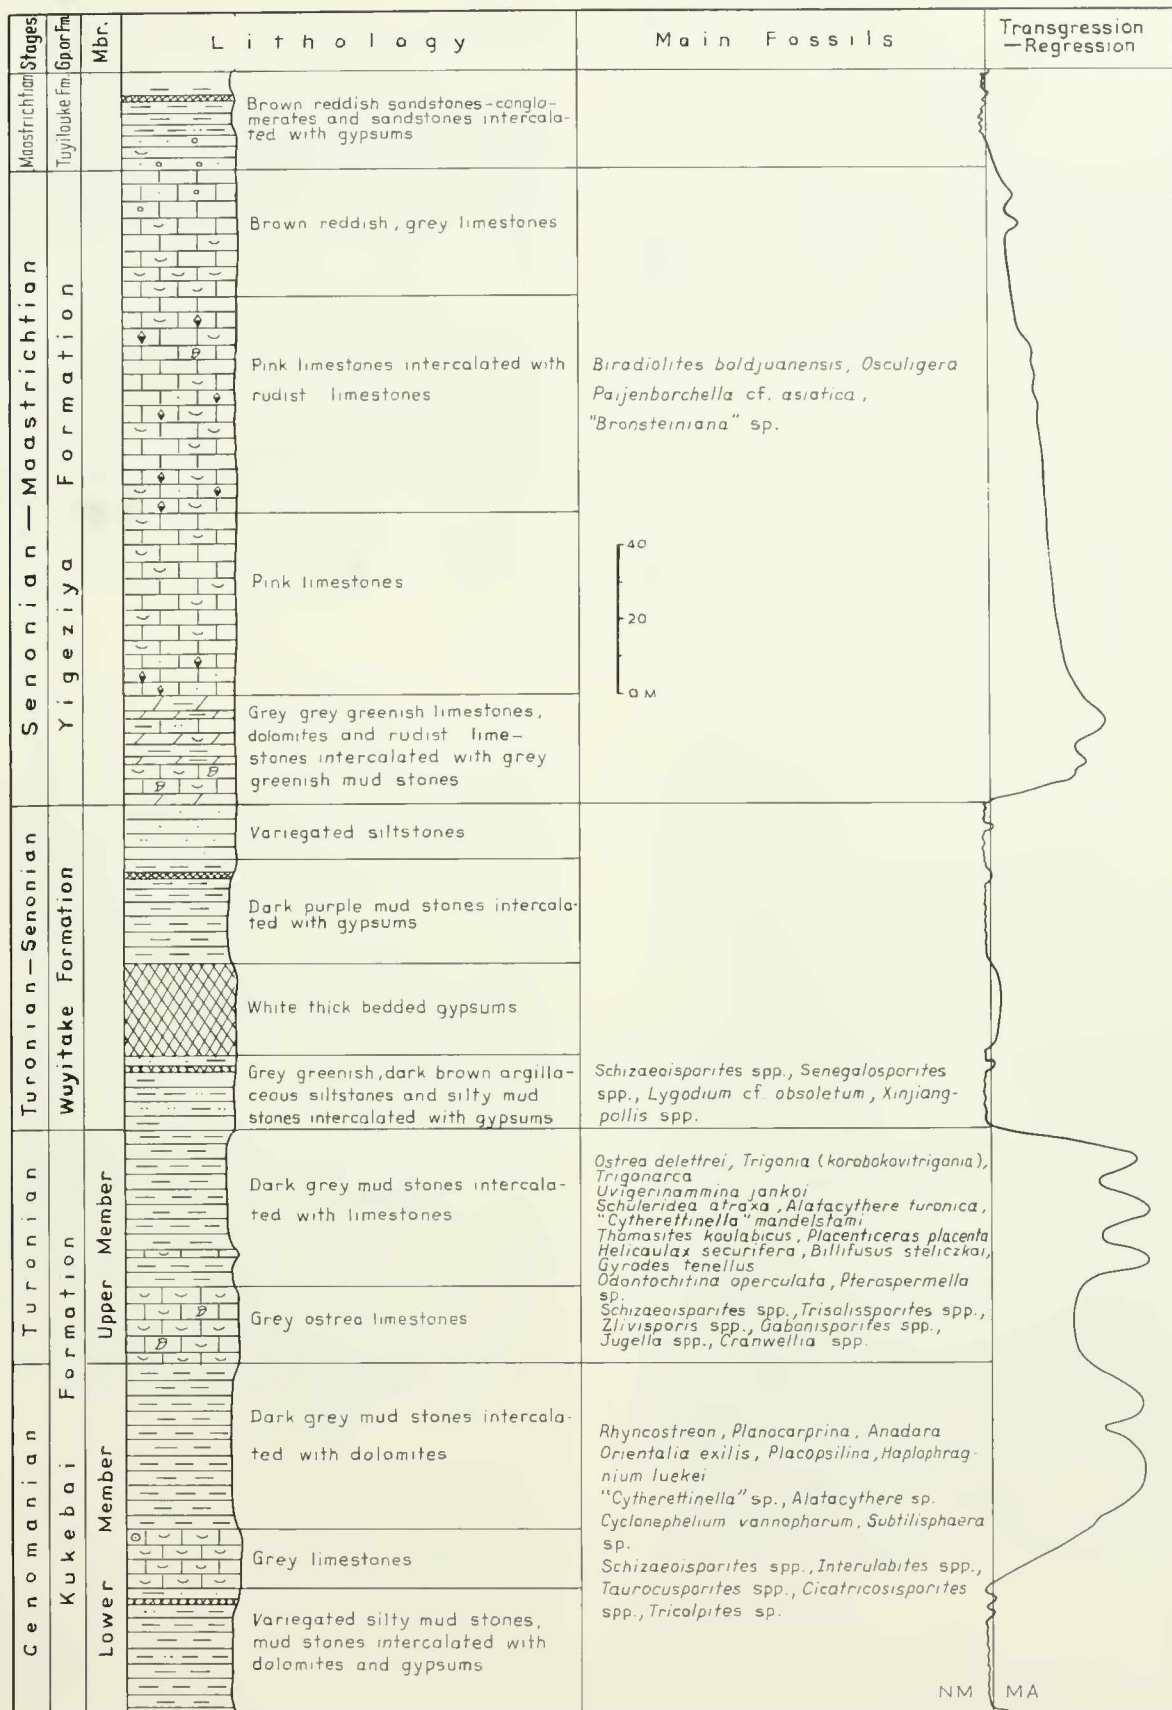 Stages
Gp.or Fm.
Mbr.
Lithology
Main Fossils
Transgression
—Regression
Maastrichtian
Tuyilouke Fm.
Brown reddish sandstones-conglo-
merates and sandstones intercala-
ted with gypsums
Senonian — Maastrichtian
Yigeziya Formation
Brown reddish, grey limestones
Pink limestones intercalated with
rudist limestones
Biradiolites boldjuanensis, Osculigera
Paijenborchella cf. asiatica,
"Bronsteiniana" sp.
Pink limestones
40
20
0 M
Grey grey greenish limestones,
dolomites and rudist lime-
stones intercalated with grey
greenish mud stones
Turonian—Senonian
Wuyitake Formation
Variegated siltstones
Dark purple mud stones intercala-
ted with gypsums
White thick bedded gypsums
Grey greenish, dark brown argilla-
ceous siltstones and silty mud
stones intercalated with gypsums
Schizaeoisporites spp., Senegalosporites
spp., Lygodium cf. obsoletum, Xinjiang-
pollis spp.
Turonian
Kukebai Formation
Upper Member
Dark grey mud stones intercala-
ted with limestones
Grey ostrea limestones
Ostrea delettrei, Trigonia (korobokovitrigonia),
Trigonarca
Uvigerinammina jankoi
Schuleridea atraxa, Alatacythere turonica,
"Cytherettinella" mandelstami
Thomasites koulabicus, Placenticeras placenta
Helicaulax securifera, Billifusus steliczkai,
Gyrodes tenellus
Odontochitina operculata, Pterospermella
sp.
Schizaeoisporites spp., Trisolissporites spp.,
Zlivisporis spp., Gabonisporites spp.,
Jugella spp., Cranwellia spp.
Cenomanian
Lower Member
Dark grey mud stones intercala-
ted with dolomites
Grey limestones
Variegated silty mud stones,
mud stones intercalated with
dolomites and gypsums
Rhyncostreon, Planocarprina, Anadara
Orientalia exilis, Placopsilina, Haplophrag-
nium luekei
"Cytherettinella" sp., Alatacythere sp.
Cyclonephelium vannopharum, Subtilisphaera
sp.
Schizaeoisporites spp., Interulobites spp.,
Taurocusporites spp., Cicatricosisporites
spp., Tricolpites sp.
NM MA